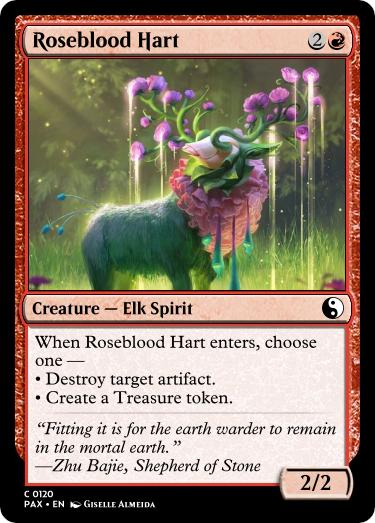 Roseblood Hart 2
Creature — Elk Spirit
When Roseblood Hart enters, choose
one —
• Destroy target artifact.
• Create a Treasure token.
“Fitting it is for the earth warder to remain
in the mortal earth.”
—Zhu Bajie, Shepherd of Stone
2/2
C 0120
PAX • EN Giselle Almeida